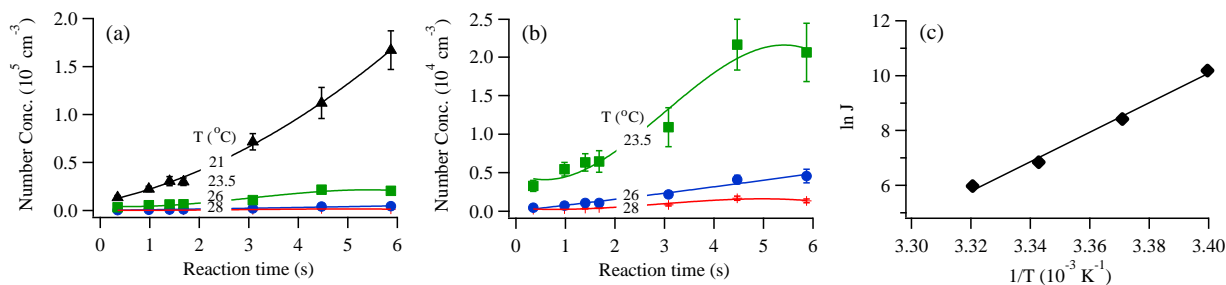 (a)
Number Conc. (10^5 cm^-3)
2.0
1.5
1.0
0.5
0.0
T (°C)
21
23.5
26
28
0 1 2 3 4 5 6
Reaction time (s)
(b)
Number Conc. (10^4 cm^-3)
2.5
2.0
1.5
1.0
0.5
0.0
T (°C)
23.5
26
28
0 1 2 3 4 5 6
Reaction time (s)
(c)
ln J
12
10
8
6
3.30 3.32 3.34 3.36 3.38 3.40
1/T (10^-3 K^-1)